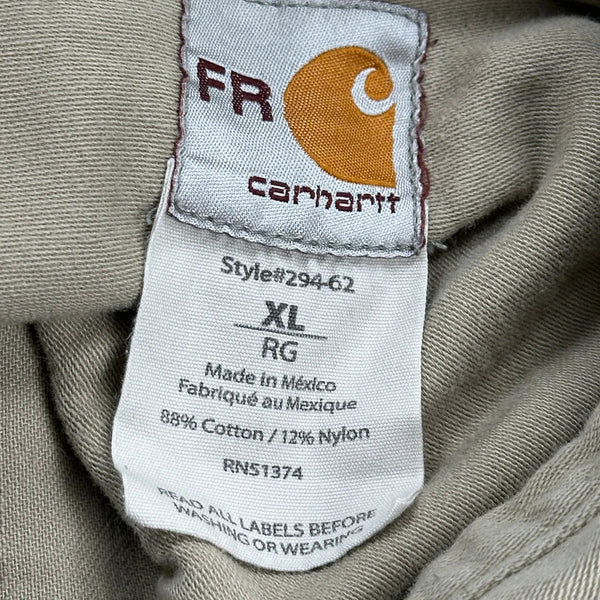 FR
carhartt
Style#294-62
XL
RG
Made in México
Fabriqué au Mexique
88% Cotton / 12% Nylon
RN51374
READ ALL LABELS BEFORE
WASHING OR WEARING